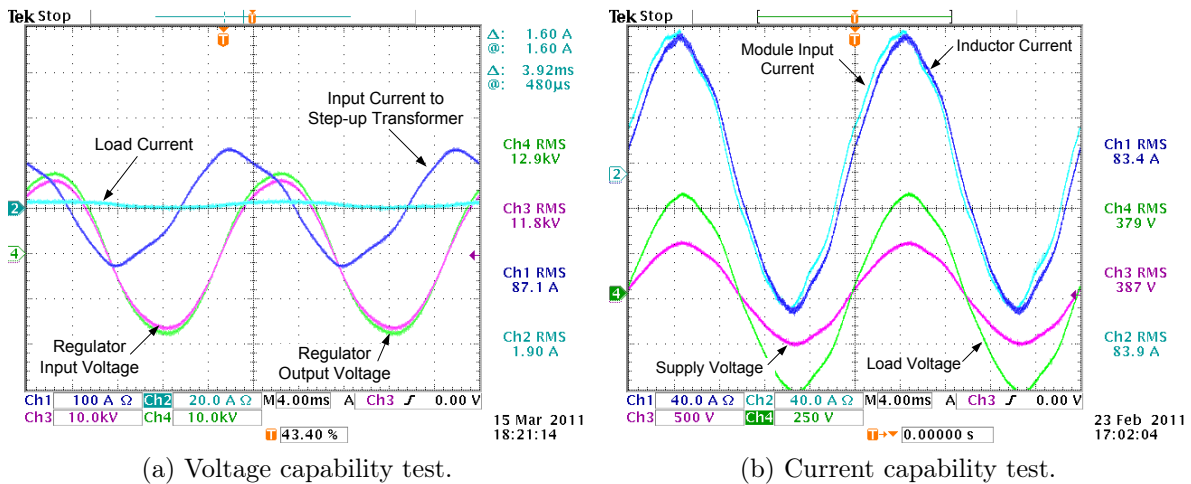 Tek Stop
T
T
Δ: 1.60 A
@: 1.60 A
Δ: 3.92ms
@: 480µs
Input Current to
Step-up Transformer
Load Current
Ch4 RMS
12.9kV
2
Ch3 RMS
11.8kV
4
Ch1 RMS
87.1 A
Regulator
Input Voltage
Regulator
Output Voltage
Ch2 RMS
1.90 A
Ch1 100 A Ω Ch2 20.0 A Ω M 4.00ms A Ch3 ƒ 0.00 V
Ch3 10.0kV Ch4 10.0kV
15 Mar 2011
18:21:14
T 43.40 %
(a) Voltage capability test.
Tek Stop
T
T
Module Input
Current
Inductor Current
Ch1 RMS
83.4 A
2
Ch4 RMS
379 V
Ch3 RMS
387 V
4
Ch2 RMS
83.9 A
Supply Voltage
Load Voltage
Ch1 40.0 A Ω Ch2 40.0 A Ω M 4.00ms A Ch3 ƒ 0.00 V
Ch3 500 V Ch4 250 V
23 Feb 2011
17:02:04
T→▼ 0.00000 s
(b) Current capability test.